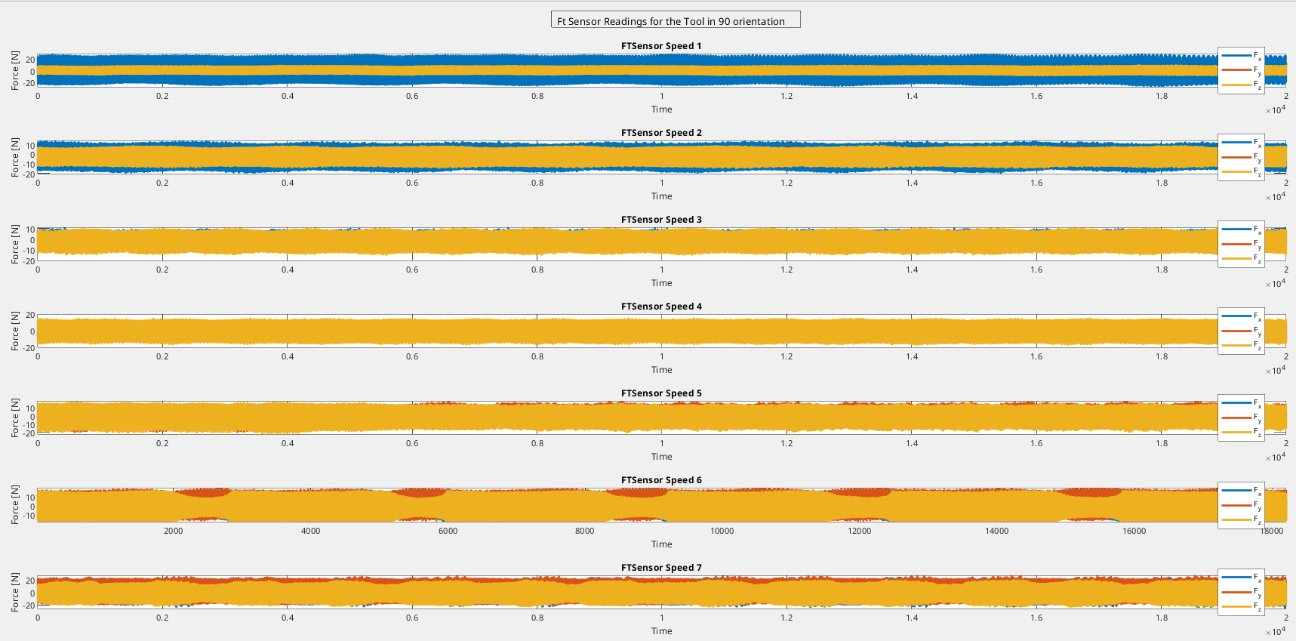 Ft Sensor Readings for the Tool in 90 orientation
FTSensor Speed 1
Force [N]
20
0
-20
F_x
F_y
F_z
0 0.2 0.4 0.6 0.8 1 1.2 1.4 1.6 1.8 2
Time
×10^4
FTSensor Speed 2
Force [N]
10
0
-10
-20
F_x
F_y
F_z
0 0.2 0.4 0.6 0.8 1 1.2 1.4 1.6 1.8 2
Time
×10^4
FTSensor Speed 3
Force [N]
10
0
-10
-20
F_x
F_y
F_z
0 0.2 0.4 0.6 0.8 1 1.2 1.4 1.6 1.8 2
Time
×10^4
FTSensor Speed 4
Force [N]
20
0
-20
F_x
F_y
F_z
0 0.2 0.4 0.6 0.8 1 1.2 1.4 1.6 1.8 2
Time
×10^4
FTSensor Speed 5
Force [N]
10
0
-10
-20
F_x
F_y
F_z
0 0.2 0.4 0.6 0.8 1 1.2 1.4 1.6 1.8 2
Time
×10^4
FTSensor Speed 6
Force [N]
10
0
-10
F_x
F_y
F_z
2000 4000 6000 8000 10000 12000 14000 16000 18000
Time
FTSensor Speed 7
Force [N]
20
0
-20
F_x
F_y
F_z
0 0.2 0.4 0.6 0.8 1 1.2 1.4 1.6 1.8 2
Time
×10^4